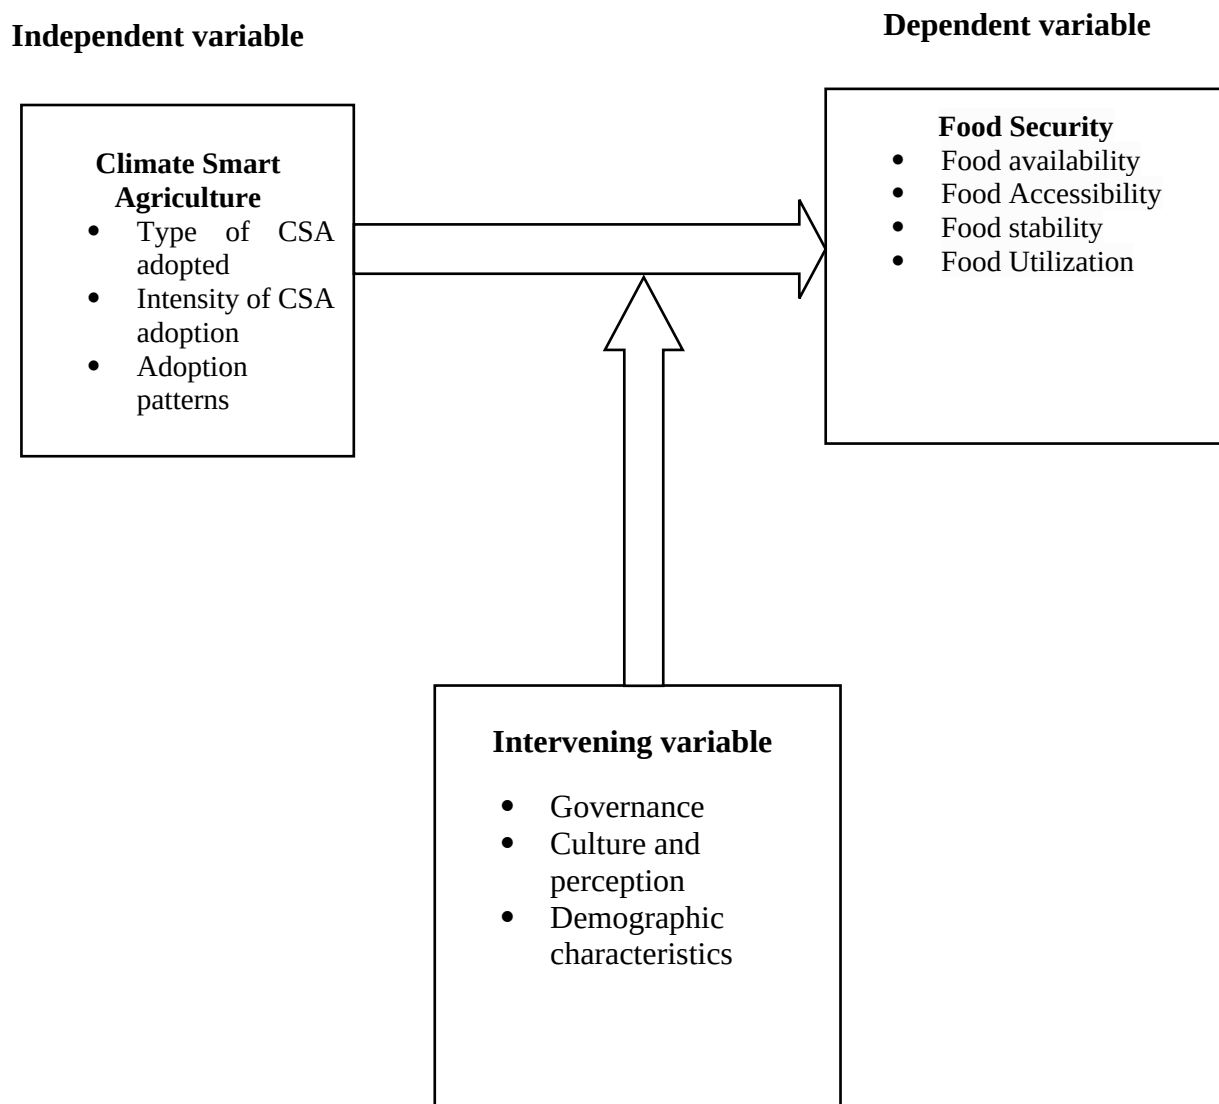 Independent variable
Dependent variable
Climate Smart
Agriculture
• Type of CSA
adopted
• Intensity of CSA
adoption
• Adoption
patterns
Food Security
• Food availability
• Food Accessibility
• Food stability
• Food Utilization
Intervening variable
• Governance
• Culture and
perception
• Demographic
characteristics